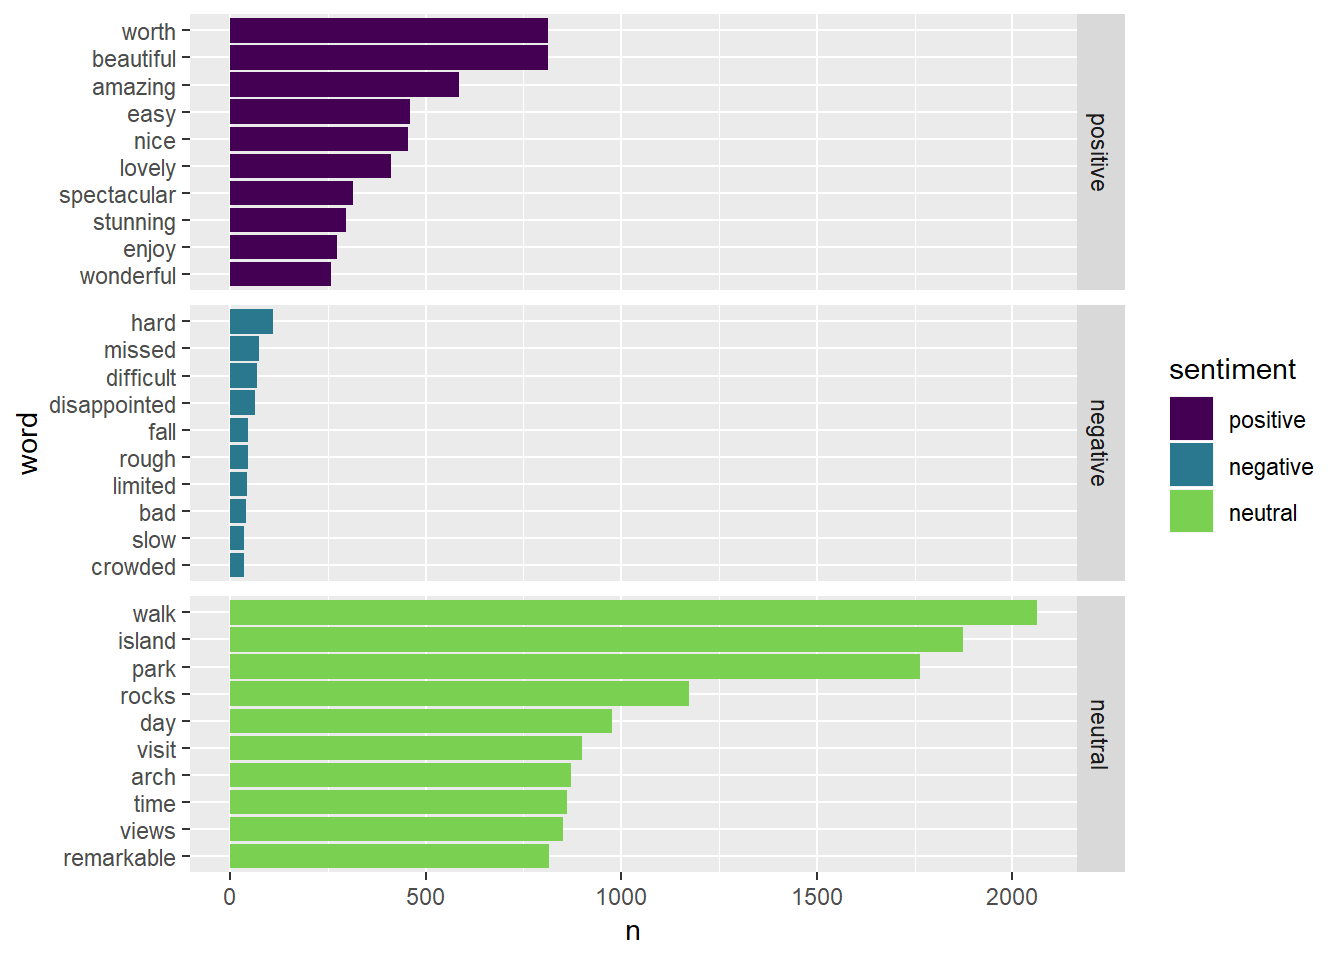 worth
beautiful
amazing
easy
nice
lovely
spectacular
stunning
enjoy
wonderful
positive
hard
missed
difficult
disappointed
fall
rough
limited
bad
slow
crowded
negative
walk
island
park
rocks
day
visit
arch
time
views
remarkable
neutral
word
0 500 1000 1500 2000
n
sentiment
positive
negative
neutral